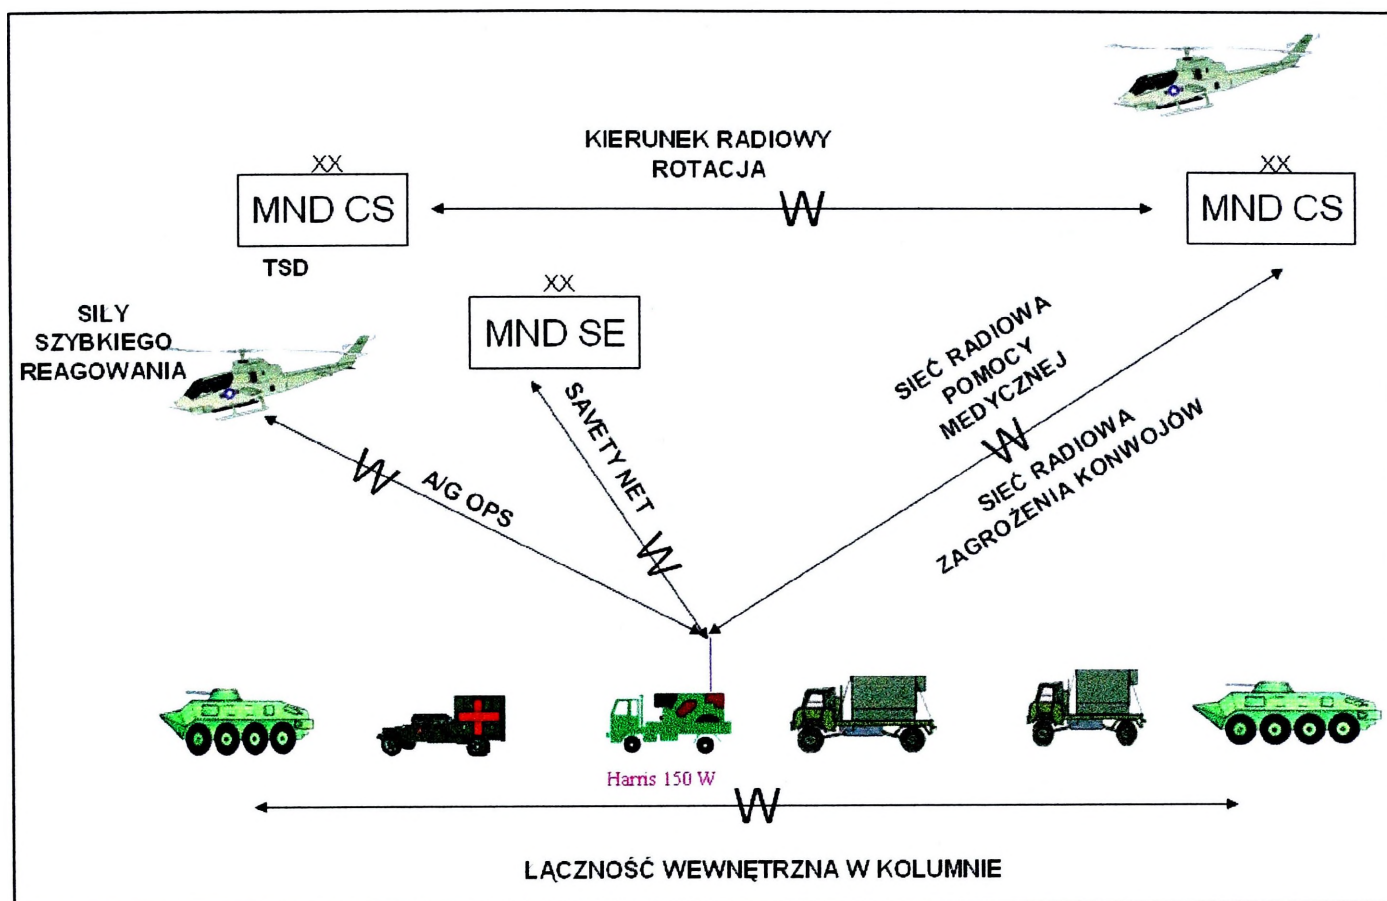 KIERUNEK RADIOWY
ROTACJA
XX
MND CS
TSD
W
XX
MND CS
XX
MND SE
SIŁY
SZYBKIEGO
REAGOWANIA
SAVETY NET
W
A/G OPS
W
SIEĆ RADIOWA
POMOCY
MEDYCZNEJ
W
SIEĆ RADIOWA
ZAGROŻENIA KONWOJÓW
Harris 150 W
W
ŁĄCZNOŚĆ WEWNĘTRZNA W KOLUMNIE